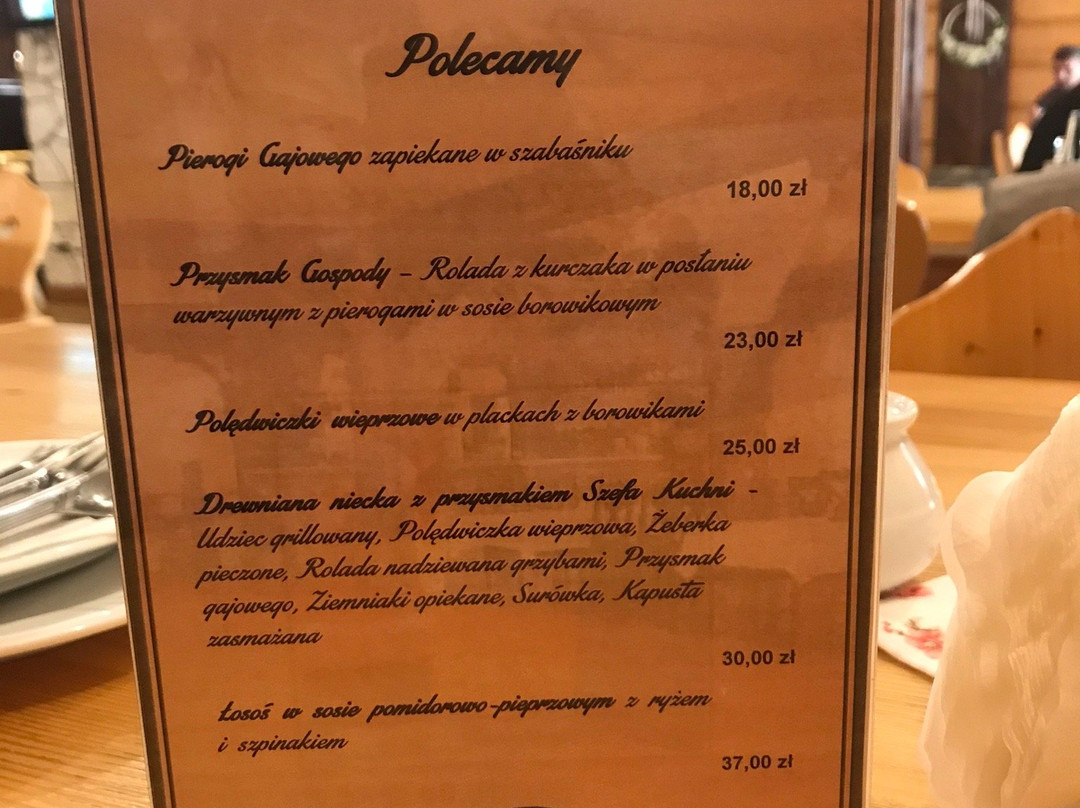 Polecamy
Pierogi Gajowego zapiekane w szabaśniku
18,00 zł
Przysmak Gospody – Rolada z kurczaka w posłaniu
warzywnym z pierogami w sosie borowikowym
23,00 zł
Polędwiczki wieprzowe w plackach z borowikami
25,00 zł
Drewniana niecka z przysmakiem Szefa Kuchni –
Udziec grillowany, Polędwiczka wieprzowa, Żeberka
pieczone, Rolada nadziewana grzybami, Przysmak
gajowego, Ziemniaki opiekane, Surówka, Kapusta
zasmażana
30,00 zł
Łosoś w sosie pomidorowo-pieprzowym z ryżem
i szpinakiem
37,00 zł